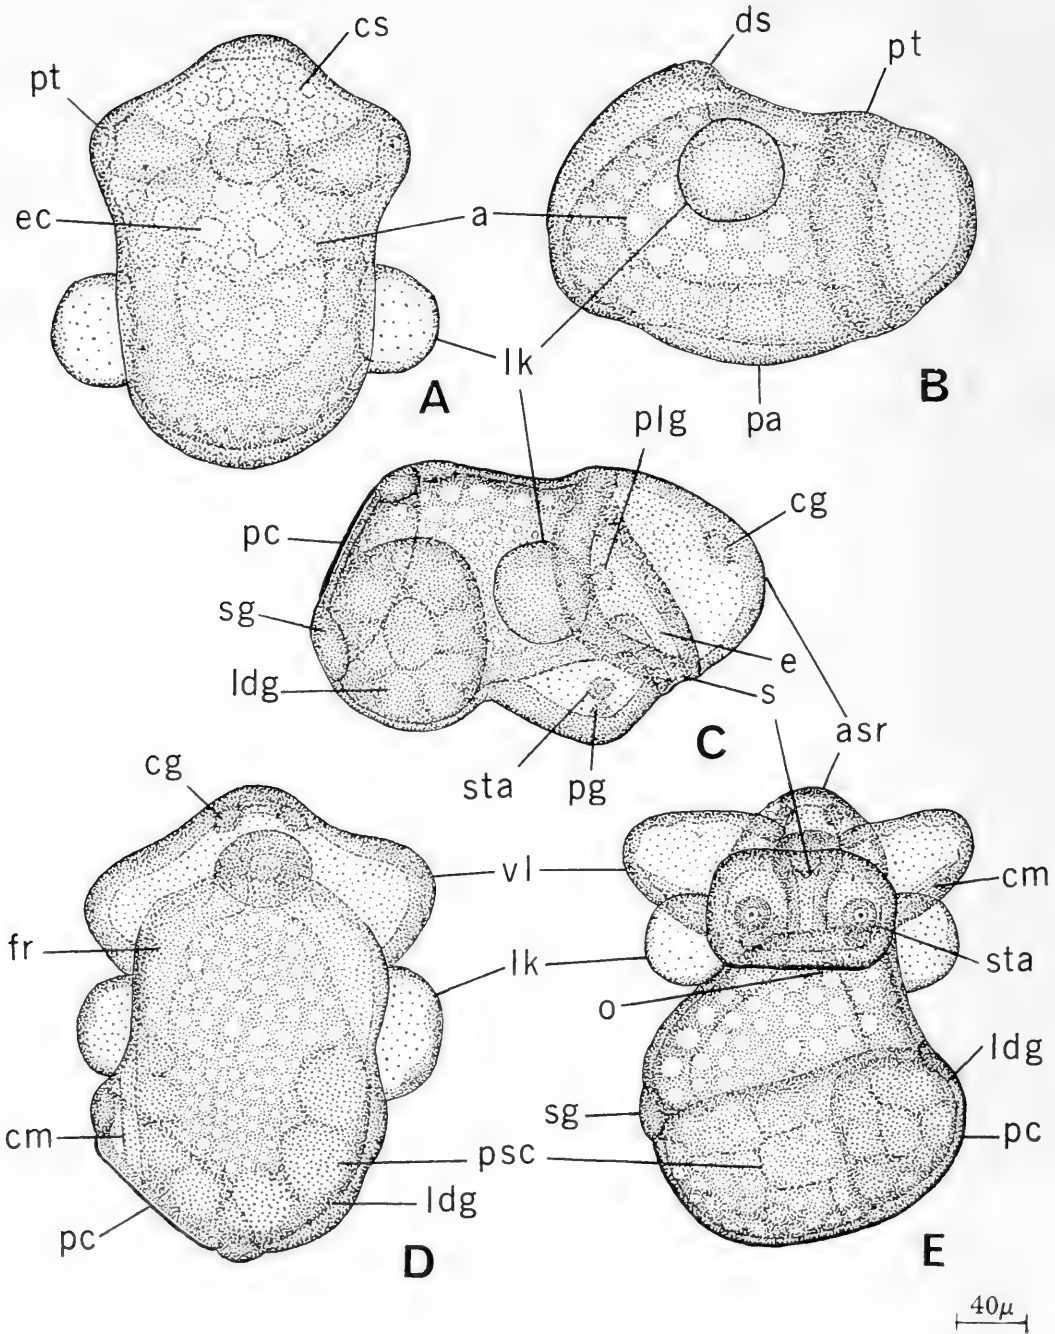 cs
ds
pt
pt
ec
a
lk
A
B
pa
plg
pc
cg
sg
ldg
e
s
sta
pg
C
asr
cg
vl
cm
fr
lk
sta
o
ldg
sg
cm
psc
pc
ldg
pc
D
E
40μ